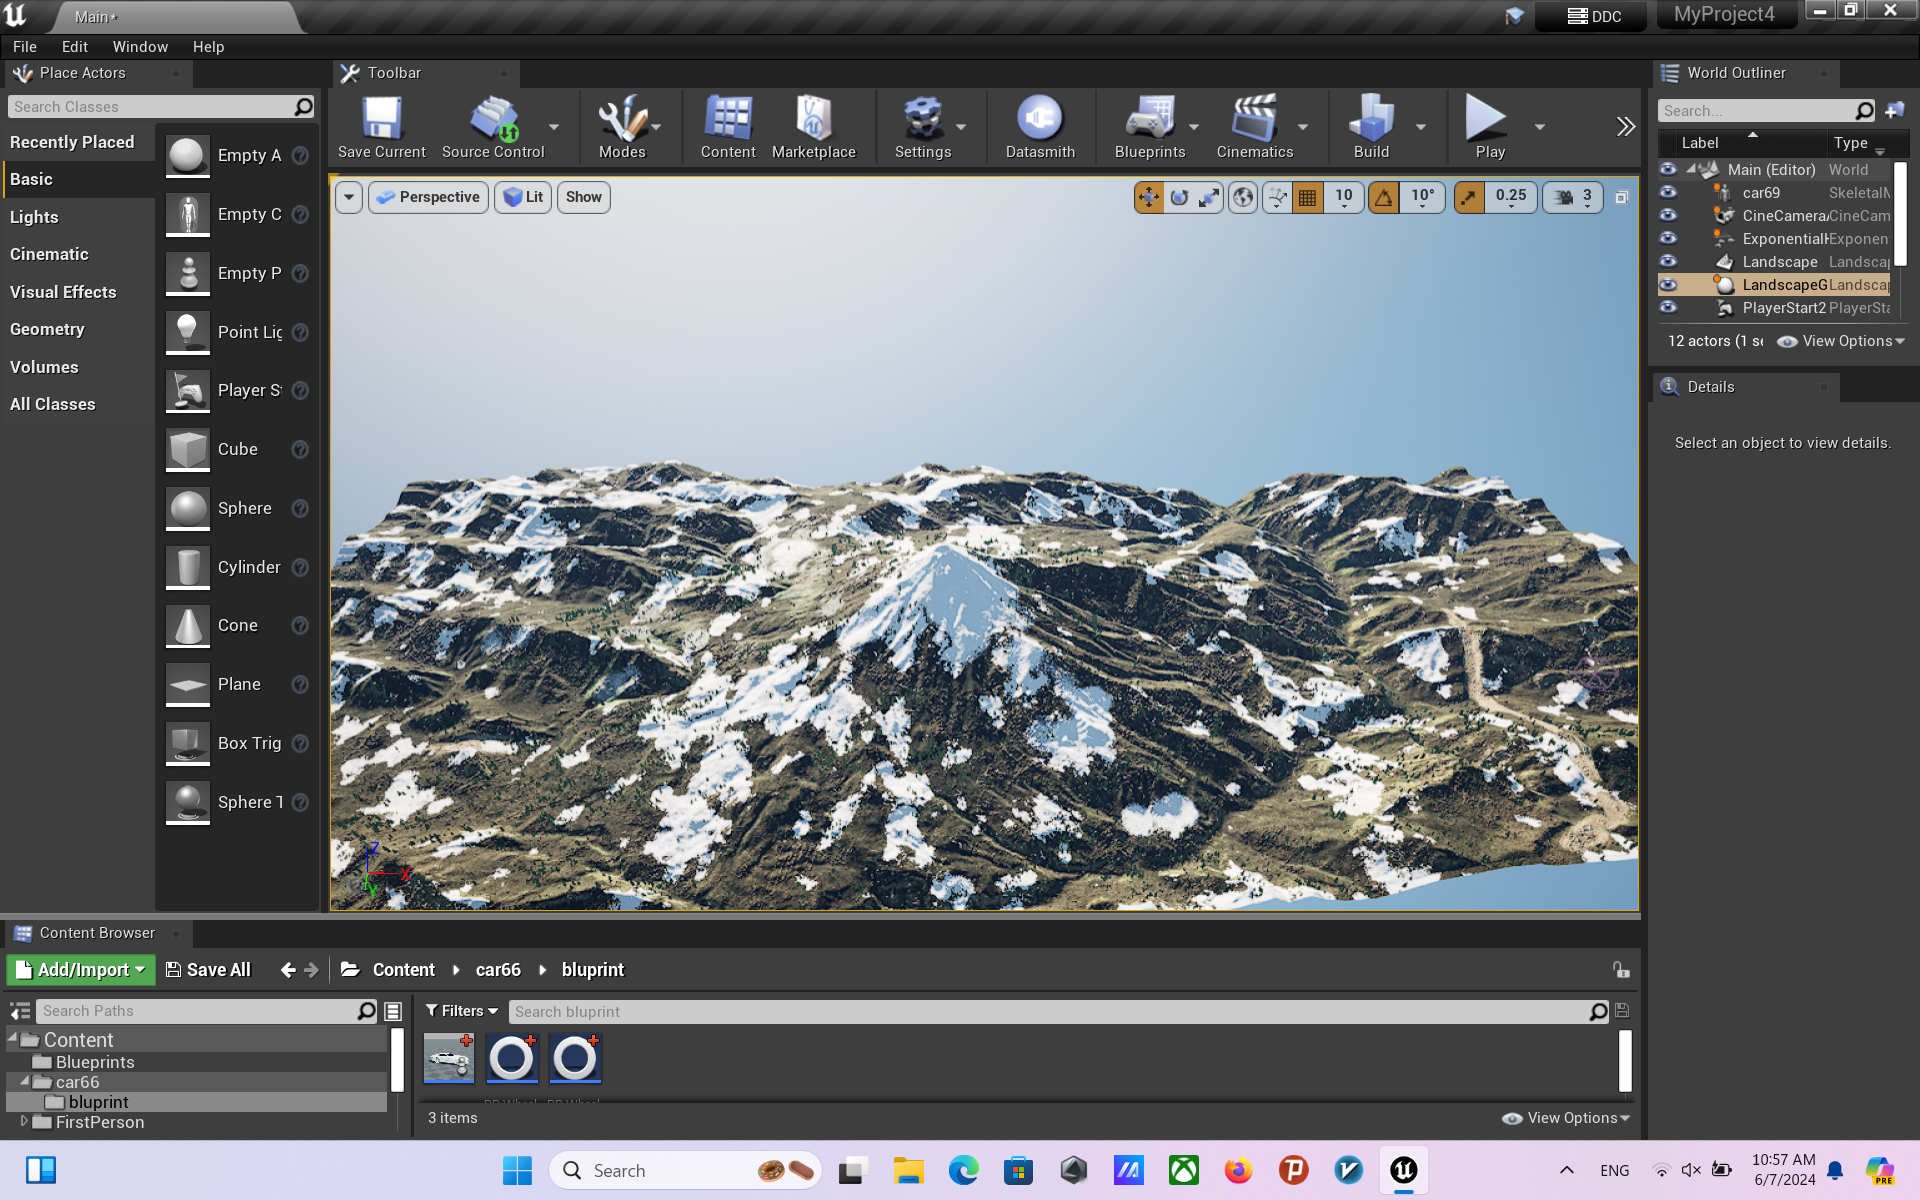 Main*
DDC
MyProject4
File Edit Window Help
Place Actors
Toolbar
World Outliner
Search Classes
Search...
Recently Placed
Basic
Lights
Cinematic
Visual Effects
Geometry
Volumes
All Classes
Empty A
Empty C
Empty P
Point Lig
Player St
Cube
Sphere
Cylinder
Cone
Plane
Box Trig
Sphere T
Save Current
Source Control
Modes
Content
Marketplace
Settings
Datasmith
Blueprints
Cinematics
Build
Play
Perspective
Lit
Show
10
10°
0.25
3
Z
X
Y
Label Type
Main (Editor) World
car69 SkeletalM
CineCameraA CineCam
ExponentialH Exponen
Landscape Landscap
LandscapeG Landscap
PlayerStart2 PlayerSta
12 actors (1 se
View Options
Details
Select an object to view details.
Content Browser
Add/Import
Save All
Content
car66
bluprint
Search Paths
Filters
Search bluprint
Content
Blueprints
car66
bluprint
FirstPerson
3 items
View Options
Search
ENG
10:57 AM
6/7/2024
PRE